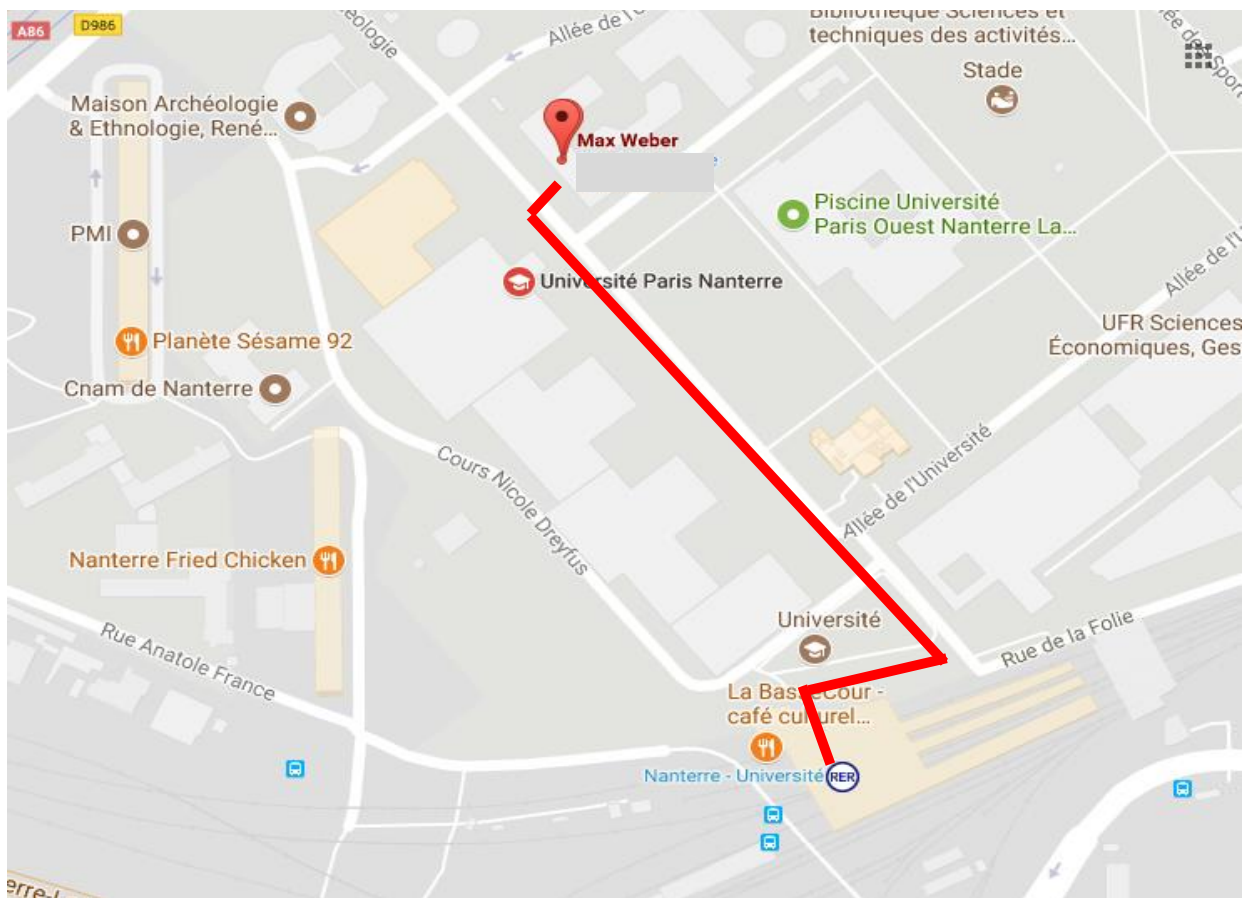 A86
D986
Allée de l'U
Bibliothèque Sciences et
techniques des activités...
Stade
Maison Archéologie
& Ethnologie, René...
Max Weber
PMI
Piscine Université
Paris Ouest Nanterre La...
Université Paris Nanterre
Allée de l'U
Planète Sésame 92
UFR Sciences
Économiques, Ges
Cnam de Nanterre
Cours Nicole Dreyfus
Allée de l'Université
Nanterre Fried Chicken
Rue Anatole France
Université
Rue de la Folie
La BasseCour -
café culturel...
Nanterre - Université
RER